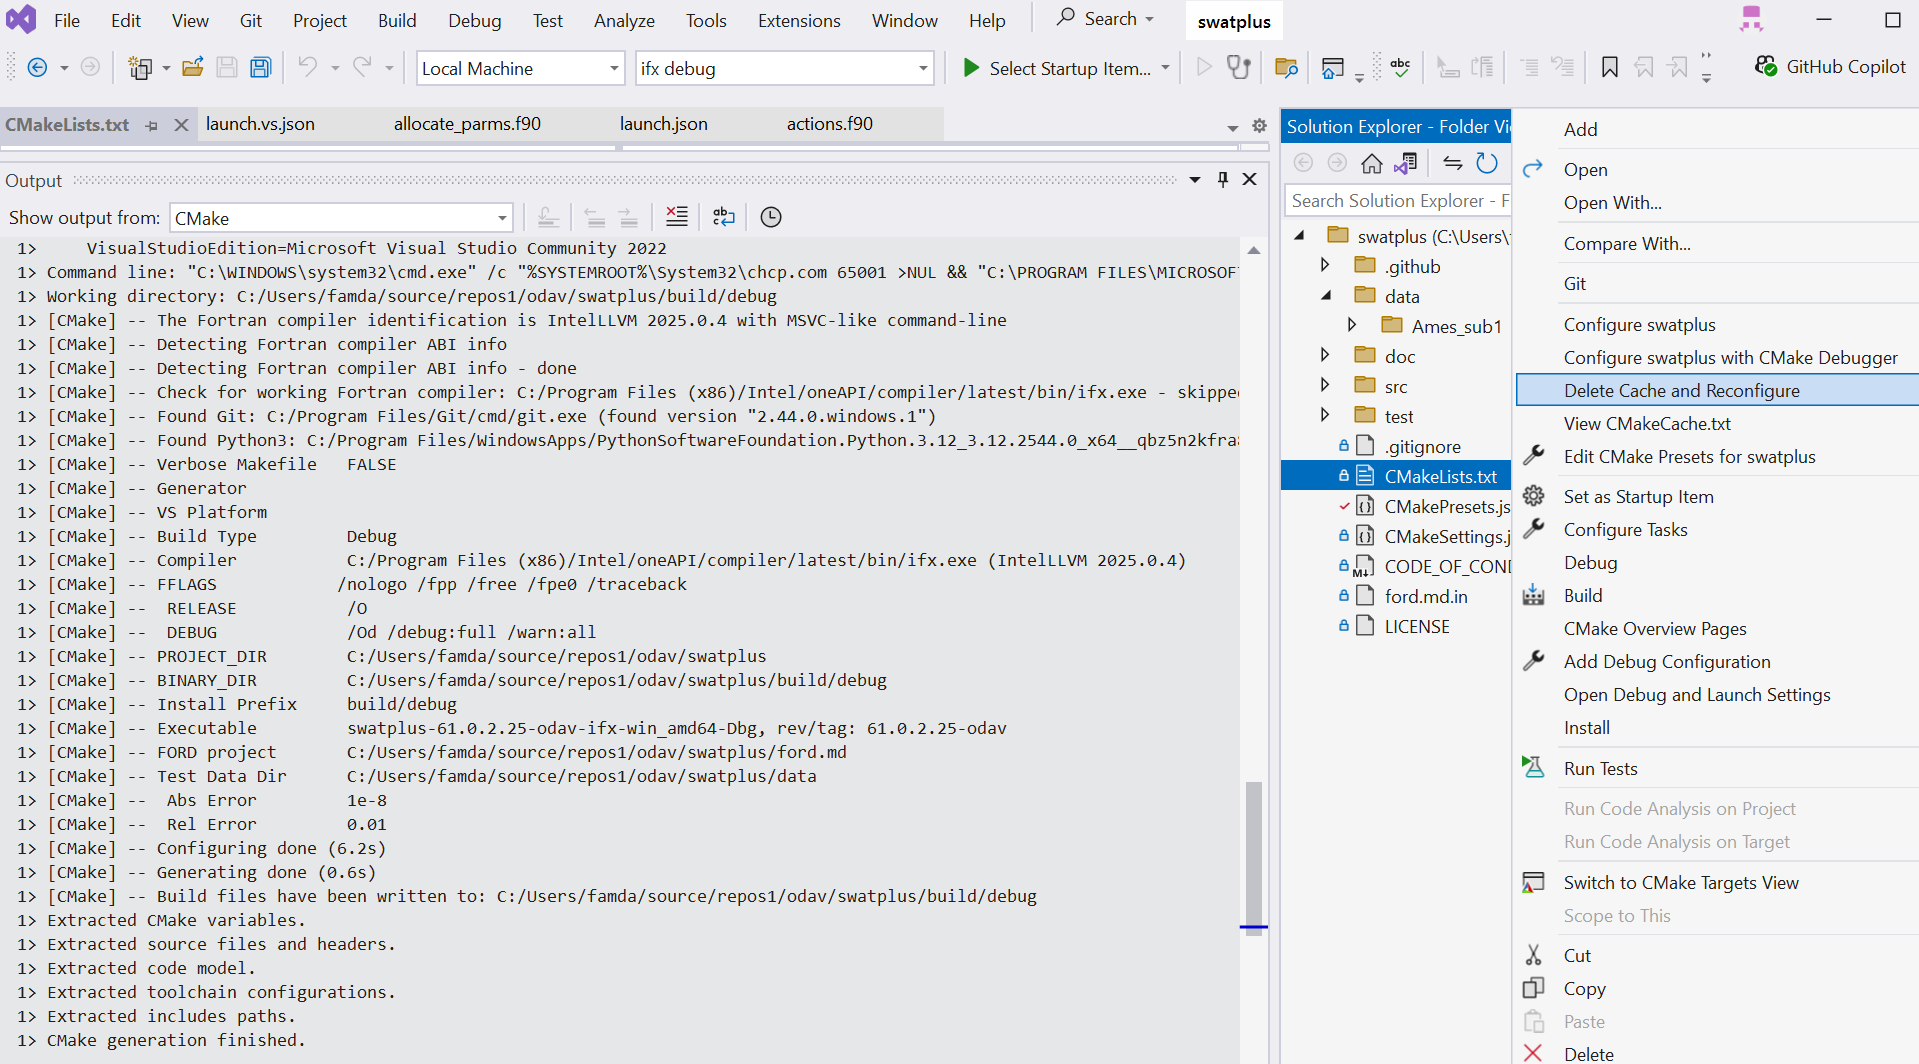 File Edit View Git Project Build Debug Test Analyze Tools Extensions Window Help Search swatplus
Local Machine ifx debug Select Startup Item... abc GitHub Copilot
CMakeLists.txt launch.vs.json allocate_parms.f90 launch.json actions.f90
Output
Show output from: CMake
1> VisualStudioEdition=Microsoft Visual Studio Community 2022
1> Command line: "C:\WINDOWS\system32\cmd.exe" /c "%SYSTEMROOT%\System32\chcp.com 65001 >NUL && "C:\PROGRAM FILES\MICROSOF
1> Working directory: C:/Users/famda/source/repos1/odav/swatplus/build/debug
1> [CMake] -- The Fortran compiler identification is IntelLLVM 2025.0.4 with MSVC-like command-line
1> [CMake] -- Detecting Fortran compiler ABI info
1> [CMake] -- Detecting Fortran compiler ABI info - done
1> [CMake] -- Check for working Fortran compiler: C:/Program Files (x86)/Intel/oneAPI/compiler/latest/bin/ifx.exe - skippe
1> [CMake] -- Found Git: C:/Program Files/Git/cmd/git.exe (found version "2.44.0.windows.1")
1> [CMake] -- Found Python3: C:/Program Files/WindowsApps/PythonSoftwareFoundation.Python.3.12_3.12.2544.0_x64__qbz5n2kfra
1> [CMake] -- Verbose Makefile FALSE
1> [CMake] -- Generator
1> [CMake] -- VS Platform
1> [CMake] -- Build Type Debug
1> [CMake] -- Compiler C:/Program Files (x86)/Intel/oneAPI/compiler/latest/bin/ifx.exe (IntelLLVM 2025.0.4)
1> [CMake] -- FFLAGS /nologo /fpp /free /fpe0 /traceback
1> [CMake] -- RELEASE /O
1> [CMake] -- DEBUG /Od /debug:full /warn:all
1> [CMake] -- PROJECT_DIR C:/Users/famda/source/repos1/odav/swatplus
1> [CMake] -- BINARY_DIR C:/Users/famda/source/repos1/odav/swatplus/build/debug
1> [CMake] -- Install Prefix build/debug
1> [CMake] -- Executable swatplus-61.0.2.25-odav-ifx-win_amd64-Dbg, rev/tag: 61.0.2.25-odav
1> [CMake] -- FORD project C:/Users/famda/source/repos1/odav/swatplus/ford.md
1> [CMake] -- Test Data Dir C:/Users/famda/source/repos1/odav/swatplus/data
1> [CMake] -- Abs Error 1e-8
1> [CMake] -- Rel Error 0.01
1> [CMake] -- Configuring done (6.2s)
1> [CMake] -- Generating done (0.6s)
1> [CMake] -- Build files have been written to: C:/Users/famda/source/repos1/odav/swatplus/build/debug
1> Extracted CMake variables.
1> Extracted source files and headers.
1> Extracted code model.
1> Extracted toolchain configurations.
1> Extracted includes paths.
1> CMake generation finished.
Solution Explorer - Folder Vi
Search Solution Explorer - F
swatplus (C:\Users\
.github
data
Ames_sub1
doc
src
test
.gitignore
CMakeLists.txt
CMakePresets.js
CMakeSettings.j
CODE_OF_CON
ford.md.in
LICENSE
Add
Open
Open With...
Compare With...
Git
Configure swatplus
Configure swatplus with CMake Debugger
Delete Cache and Reconfigure
View CMakeCache.txt
Edit CMake Presets for swatplus
Set as Startup Item
Configure Tasks
Debug
Build
CMake Overview Pages
Add Debug Configuration
Open Debug and Launch Settings
Install
Run Tests
Run Code Analysis on Project
Run Code Analysis on Target
Switch to CMake Targets View
Scope to This
Cut
Copy
Paste
Delete